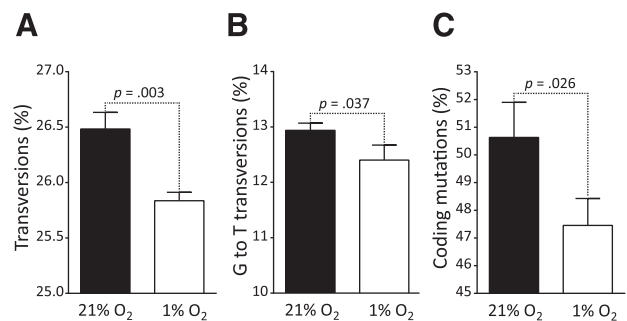 A
B
C
Transversions (%)
27.0
26.5
26.0
25.5
25.0
p = .003
21% O₂
1% O₂
G to T transversions (%)
14
13
12
11
10
p = .037
21% O₂
1% O₂
Coding mutations (%)
53
52
51
50
49
48
47
46
45
p = .026
21% O₂
1% O₂